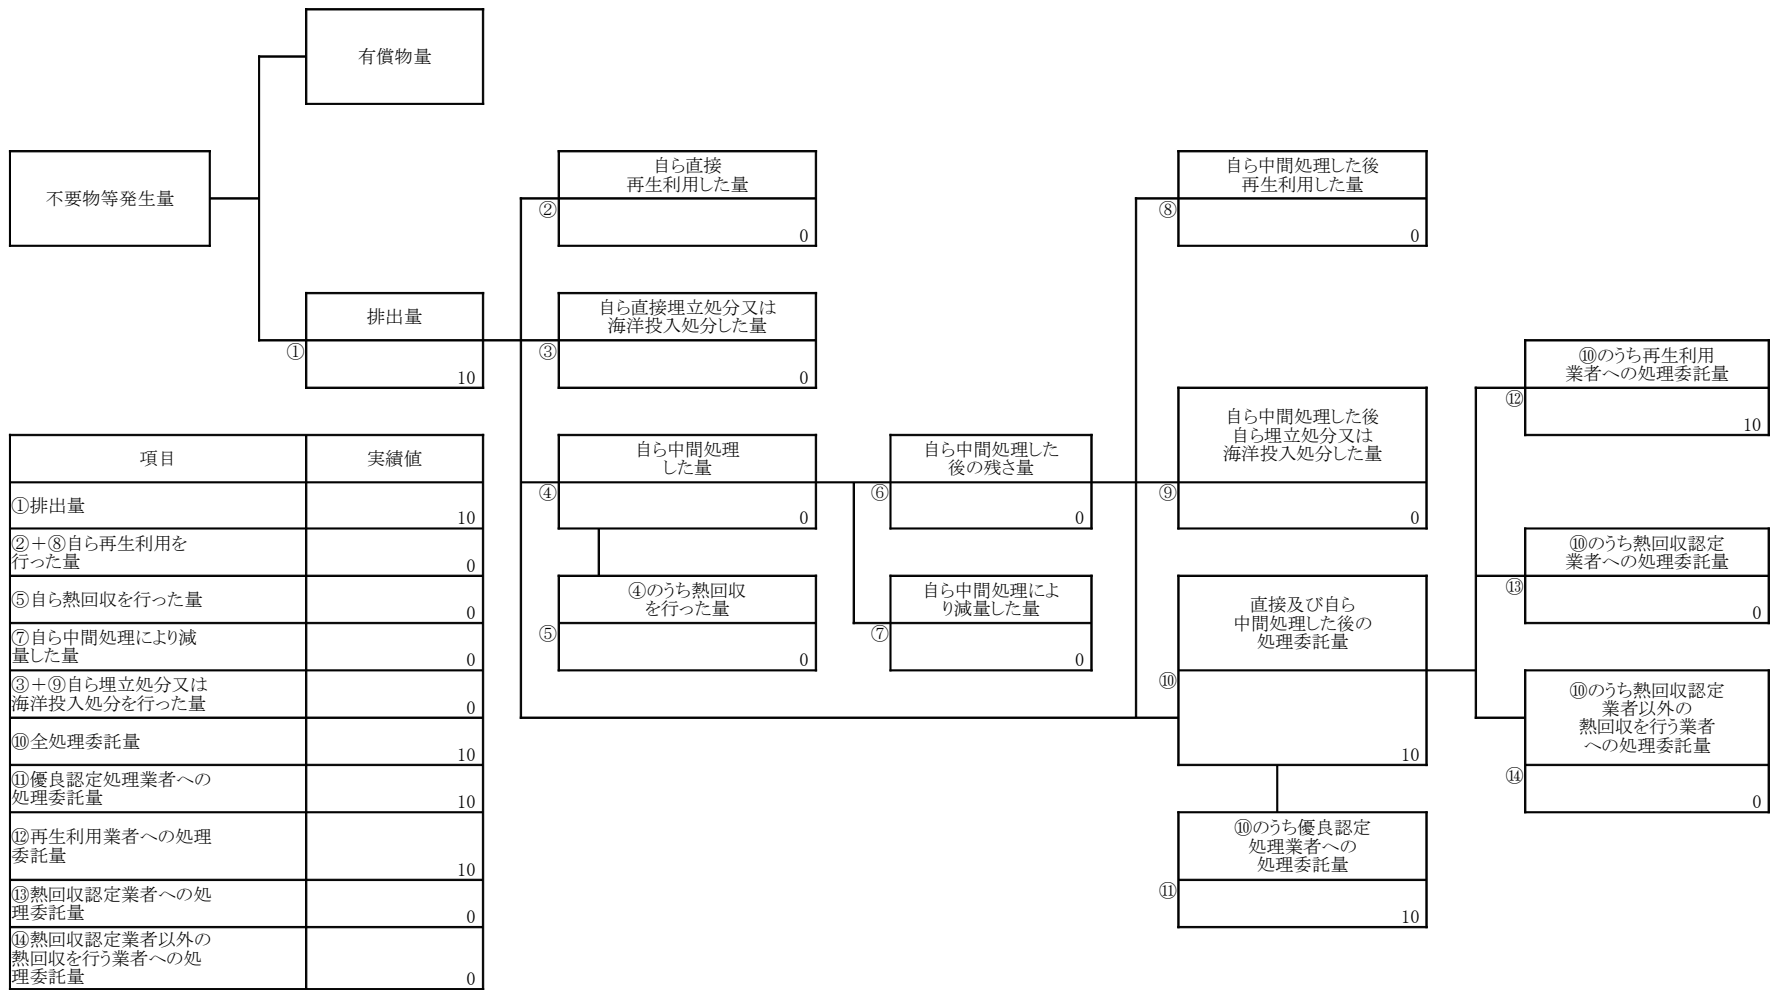 有償物量
不要物等発生量
自ら直接
再生利用した量
②
0
自ら中間処理した後
再生利用した量
⑧
0
排出量
①
10
自ら直接埋立処分又は
海洋投入処分した量
③
0
⑩のうち再生利用
業者への処理委託量
⑫
10
自ら中間処理
した量
④
0
自ら中間処理した
後の残さ量
⑥
0
自ら中間処理した後
自ら埋立処分又は
海洋投入処分した量
⑨
0
⑩のうち熱回収認定
業者への処理委託量
⑬
0
④のうち熱回収
を行った量
⑤
0
自ら中間処理によ
り減量した量
⑦
0
直接及び自ら
中間処理した後の
処理委託量
⑩
10
⑩のうち熱回収認定
業者以外の
熱回収を行う業者
への処理委託量
⑭
0
⑩のうち優良認定
処理業者への
処理委託量
⑪
10
項目 実績値
①排出量
10
②+⑧自ら再生利用を
行った量
0
⑤自ら熱回収を行った量
0
⑦自ら中間処理により減
量した量
0
③+⑨自ら埋立処分又は
海洋投入処分を行った量
0
⑩全処理委託量
10
⑪優良認定処理業者への
処理委託量
10
⑫再生利用業者への処理
委託量
10
⑬熱回収認定業者への処
理委託量
0
⑭熱回収認定業者以外の
熱回収を行う業者への処
理委託量
0